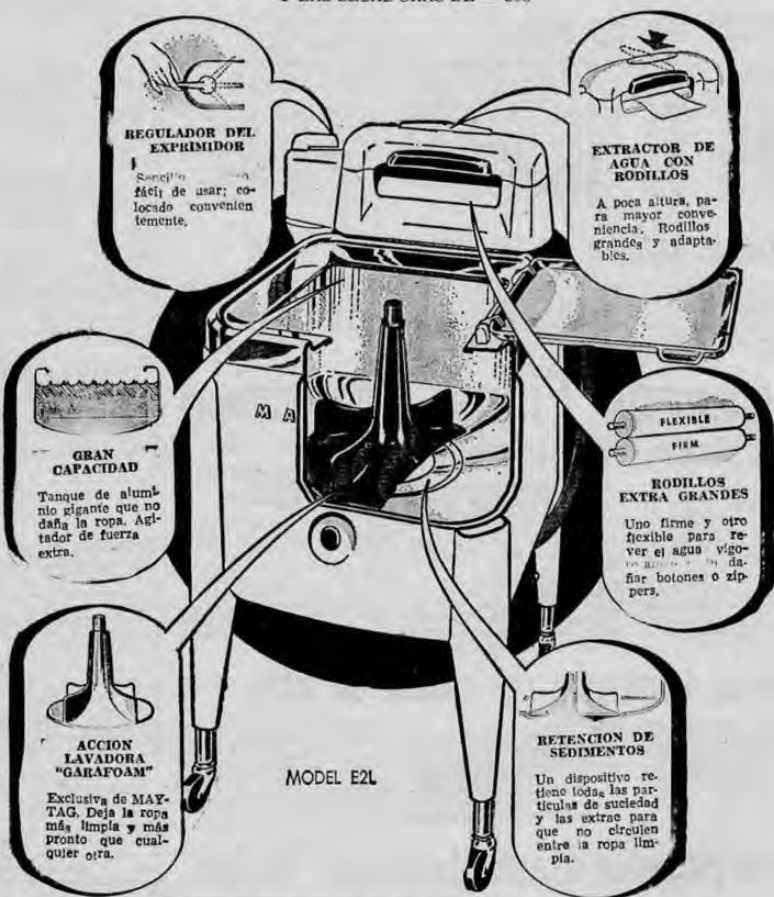 REGULADOR DEL
EXPRIMIDOR
fácil de usar; co-
locado convenien
temente.
EXTRACTOR DE
AGUA CON
RODILLOS
A poca altura, pa-
ra mayor conve-
niencia. Rodillos
grandes y adapta-
bles.
GRAN
CAPACIDAD
Tanque de alumi
nio gigante que no
daña la ropa. Agi-
tador de fuerza
extra.
M A
FLEXIBLE
FIRM
RODILLOS
EXTRA GRANDES
Uno firme y otro
flexible para re-
ver el agua vigo-
da-
ñar botones o zip-
pers.
ACCION
LAVADORA
"GARAFOAM"
Exclusiva de MAY-
TAG. Deja la ropa
más limpia y más
pronto que cual-
quier otra.
MODEL E2L
RETENCION DE
SEDIMENTOS
Un dispositivo re-
tiene todas las par-
tículas de suciedad
y las extrae para
que no circulen
entre la ropa lim-
pia.